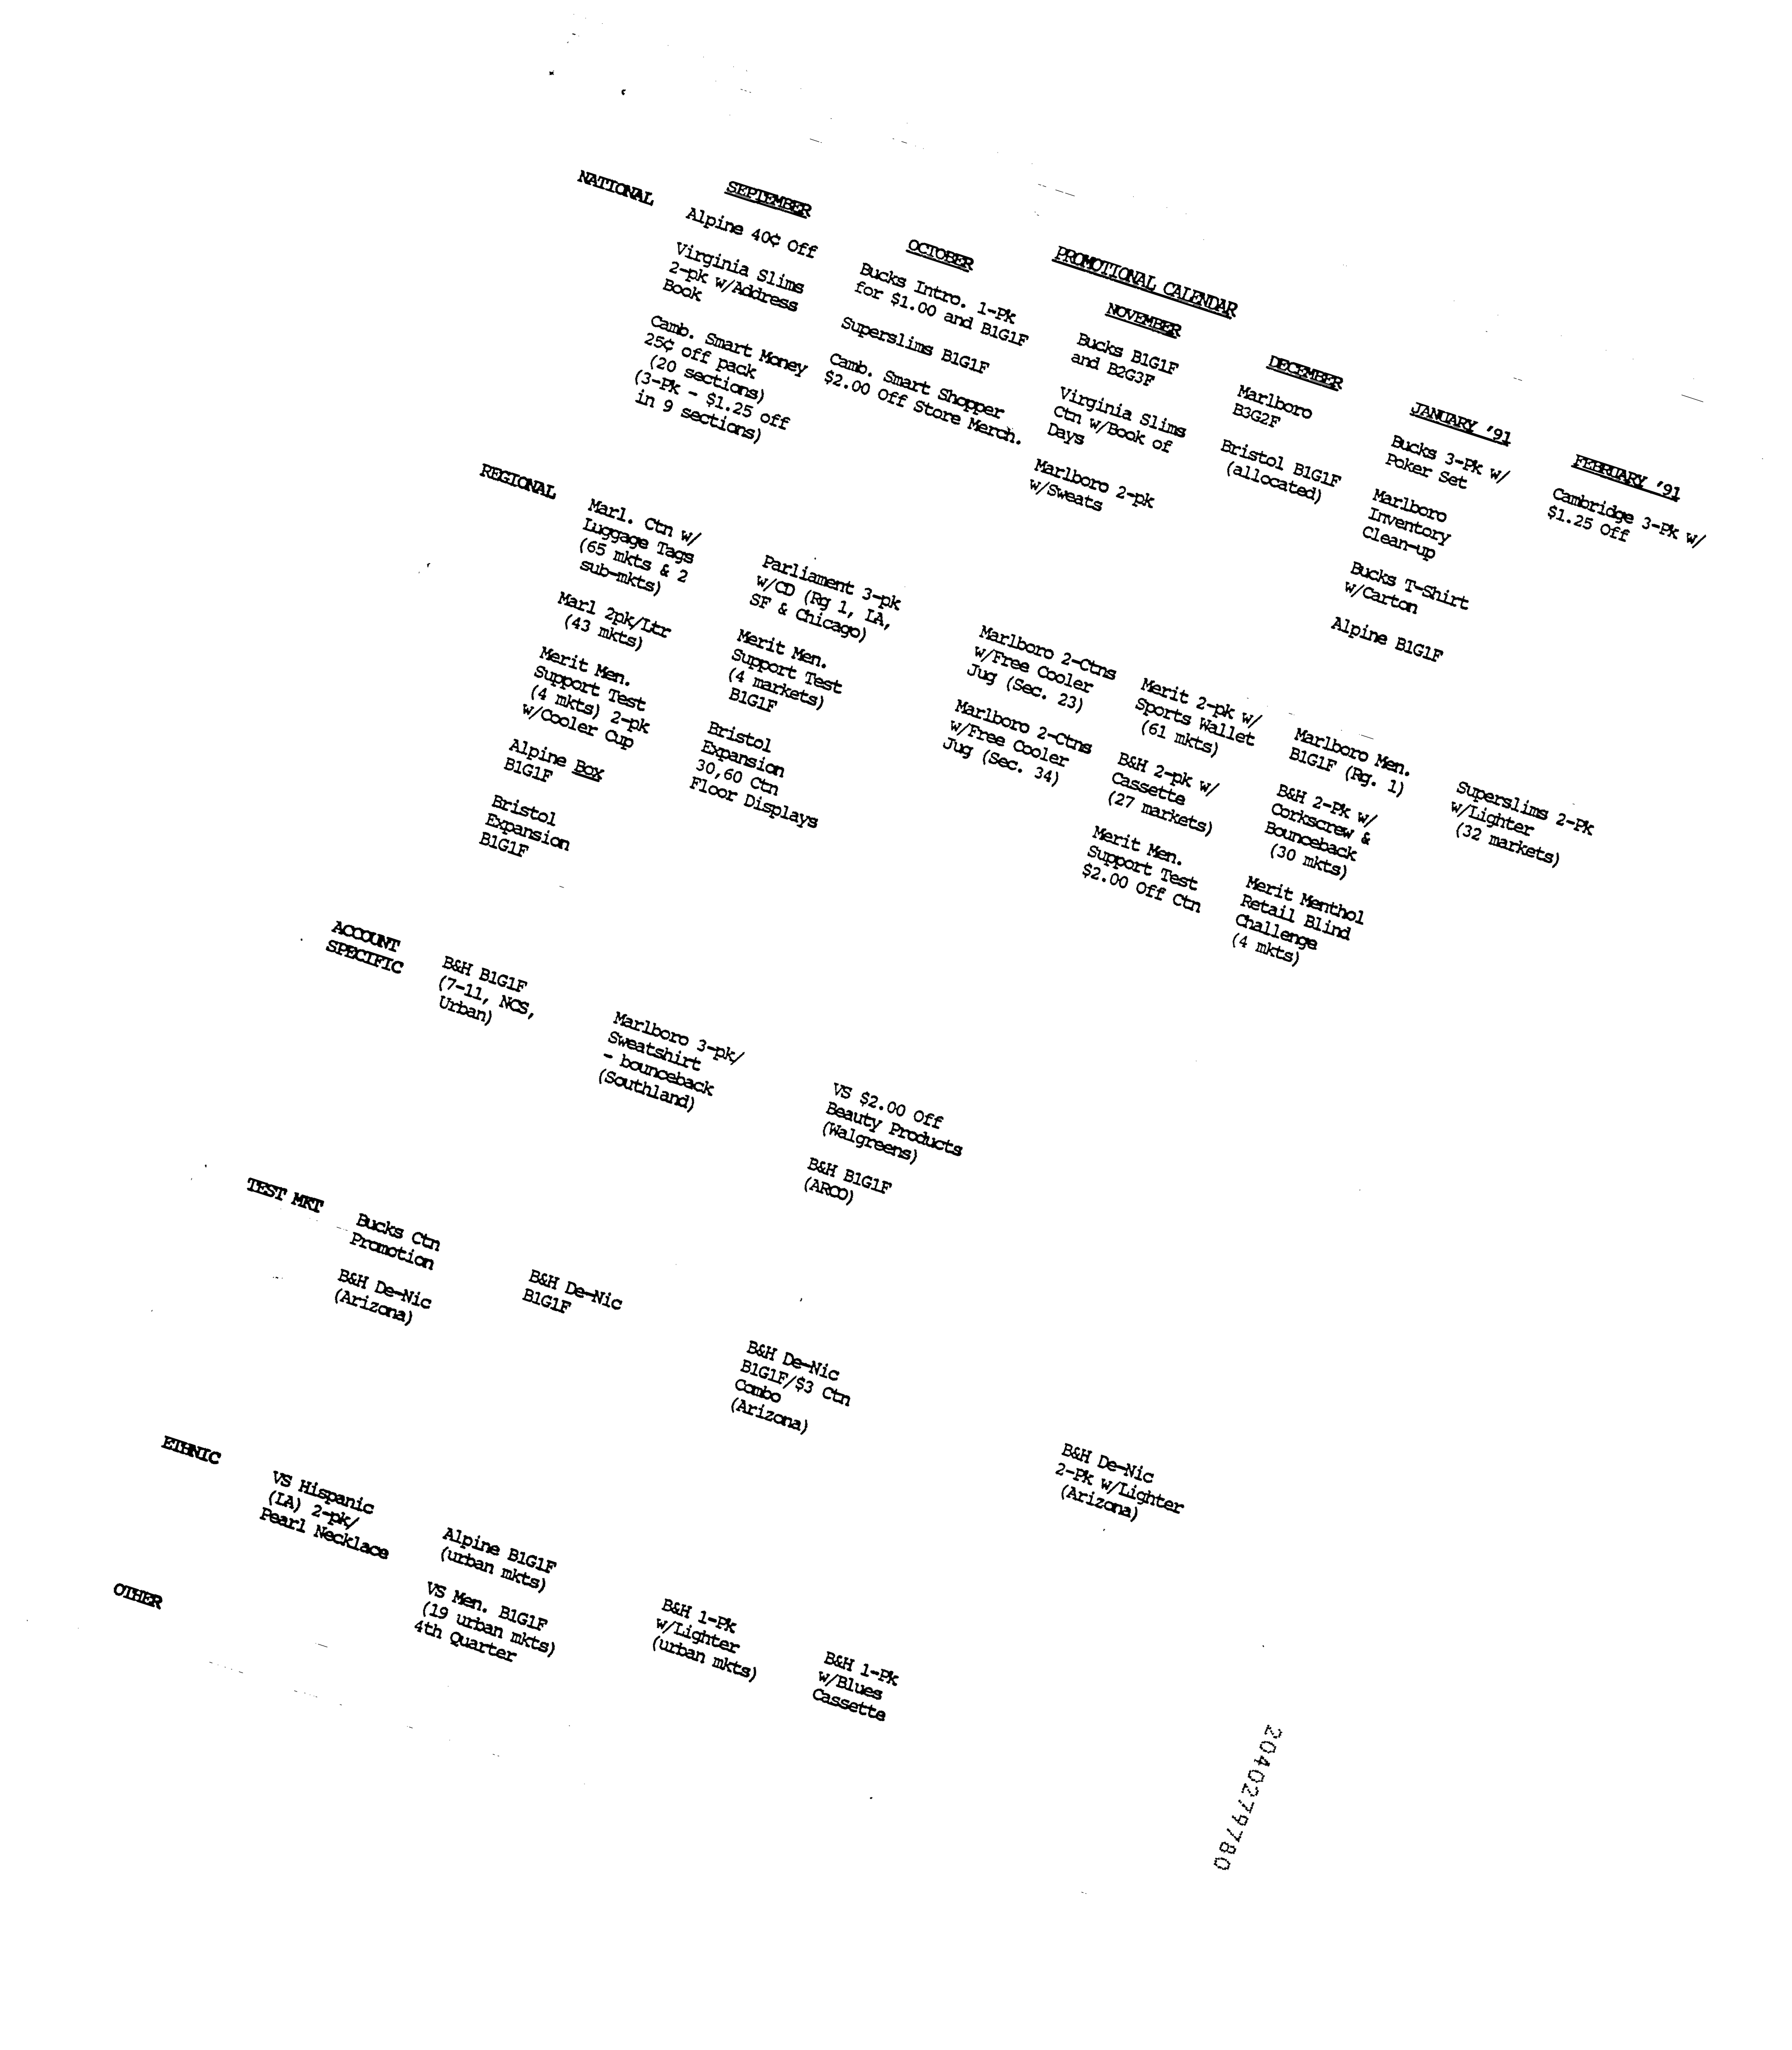 PROMOTIONAL CALENDAR
SEPTEMBER
OCTOBER
NOVEMBER
DECEMBER
JANUARY '91
FEBRUARY '91
NATIONAL
Alpine 40¢ Off
Virginia Slims
2-pk w/Address
Book
Camb. Smart Money
25¢ off pack
(20 sections)
(3-Pk - $1.25 off
in 9 sections)
Bucks Intro. 1-Pk
for $1.00 and B1G1F
Superslims B1G1F
Camb. Smart Shopper
$2.00 Off Store Merch.
Bucks B1G1F
and B2G3F
Virginia Slims
Ctn w/Book of
Days
Marlboro 2-pk
w/Sweats
Marlboro
B3G2F
Bristol B1G1F
(allocated)
Bucks 3-Pk w/
Poker Set
Marlboro
Inventory
Clean-up
Bucks T-Shirt
w/Carton
Alpine B1G1F
Cambridge 3-Pk w/
$1.25 Off
REGIONAL
Marl. Ctn w/
Luggage Tags
(65 mkts & 2
sub-mkts)
Marl 2pk/Ltr
(43 mkts)
Merit Men.
Support Test
(4 mkts) 2-pk
w/Cooler Cup
Alpine Box
B1G1F
Bristol
Expansion
B1G1F
Parliament 3-pk
w/CD (Rg 1, LA,
SF & Chicago)
Merit Men.
Support Test
(4 markets)
B1G1F
Bristol
Expansion
30,60 Ctn
Floor Displays
Marlboro 2-Ctns
w/Free Cooler
Jug (Sec. 23)
Marlboro 2-Ctns
w/Free Cooler
Jug (Sec. 34)
Merit 2-pk w/
Sports Wallet
(61 mkts)
B&H 2-pk w/
Cassette
(27 markets)
Merit Men.
Support Test
$2.00 Off Ctn
Marlboro Men.
B1G1F (Rg. 1)
B&H 2-Pk w/
Corkscrew &
Bounceback
(30 mkts)
Merit Menthol
Retail Blind
Challenge
(4 mkts)
Superslims 2-Pk
w/Lighter
(32 markets)
ACCOUNT
SPECIFIC
B&H B1G1F
(7-11, NCS,
Urban)
Marlboro 3-pk/
Sweatshirt
- bounceback
(Southland)
VS $2.00 Off
Beauty Products
(Walgreens)
B&H B1G1F
(ARCO)
TEST MKT
Bucks Ctn
Promotion
B&H De-Nic
(Arizona)
B&H De-Nic
B1G1F
B&H De-Nic
B1G1F/$3 Ctn
Combo
(Arizona)
B&H De-Nic
2-Pk w/Lighter
(Arizona)
ETHNIC
VS Hispanic
(LA) 2-pk/
Pearl Necklace
Alpine B1G1F
(urban mkts)
VS Men. B1G1F
(19 urban mkts)
4th Quarter
B&H 1-Pk
w/Lighter
(urban mkts)
B&H 1-Pk
w/Blues
Cassette
OTHER
2040279780